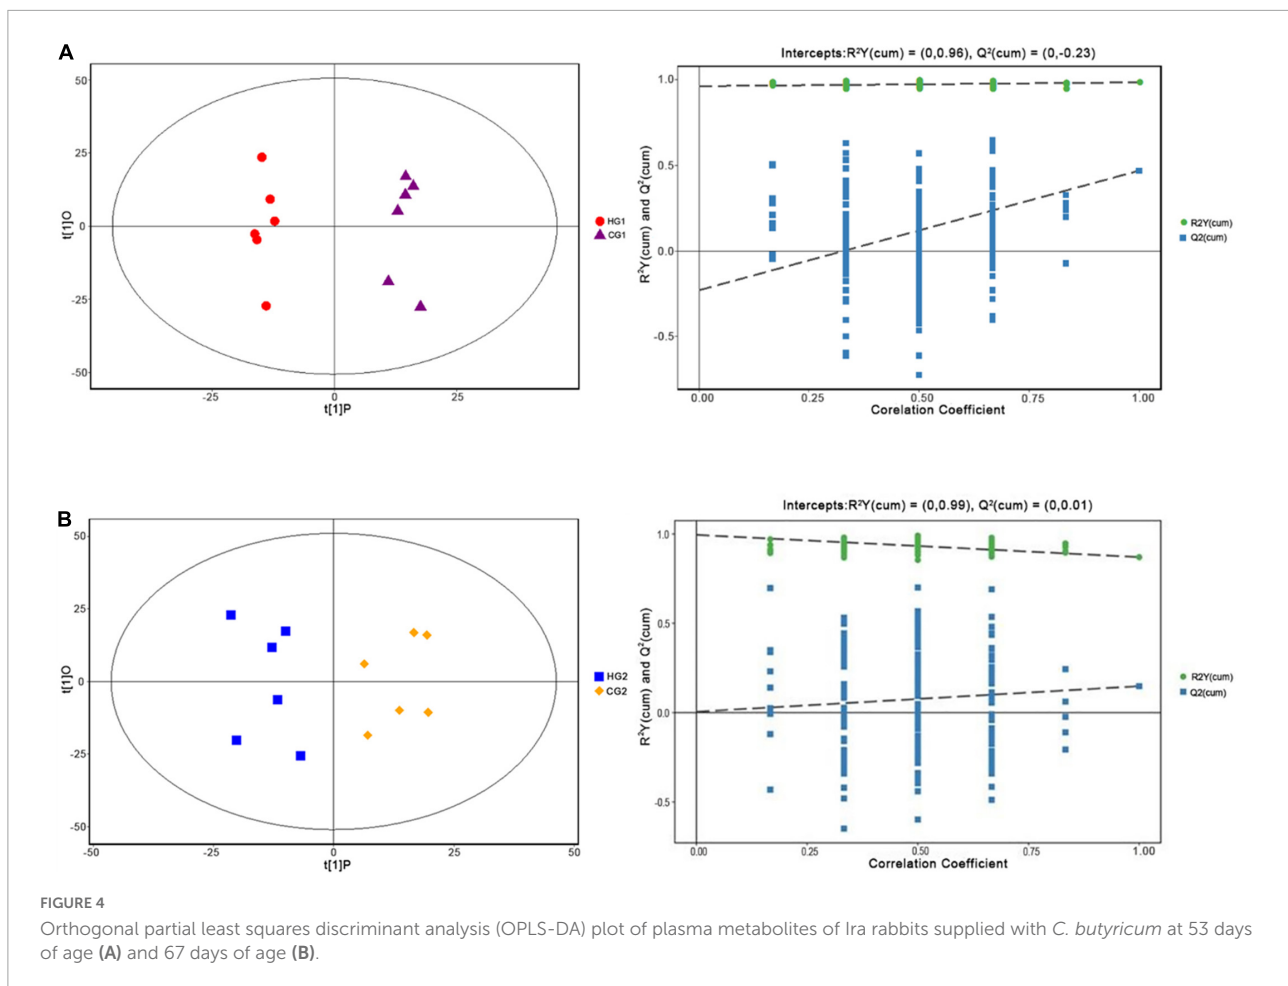 A
Intercepts:R²Y(cum) = (0,0.96), Q²(cum) = (0,-0.23)
50
25
0
-25
-50
t[1]O
-25
0
25
t[1]P
HG1
CG1
1.0
0.5
0.0
-0.5
R²Y(cum) and Q²(cum)
0.00
0.25
0.50
0.75
1.00
Corelation Coefficient
R2Y(cum)
Q2(cum)
B
Intercepts:R²Y(cum) = (0,0.99), Q²(cum) = (0,0.01)
50
25
0
-25
-50
t[1]O
-50
-25
0
25
50
t[1]P
HG2
CG2
1.0
0.5
0.0
-0.5
R²Y(cum) and Q²(cum)
0.00
0.25
0.50
0.75
1.00
Correlation Coefficient
R2Y(cum)
Q2(cum)
FIGURE 4
Orthogonal partial least squares discriminant analysis (OPLS-DA) plot of plasma metabolites of Ira rabbits supplied with C. butyricum at 53 days
of age (A) and 67 days of age (B).